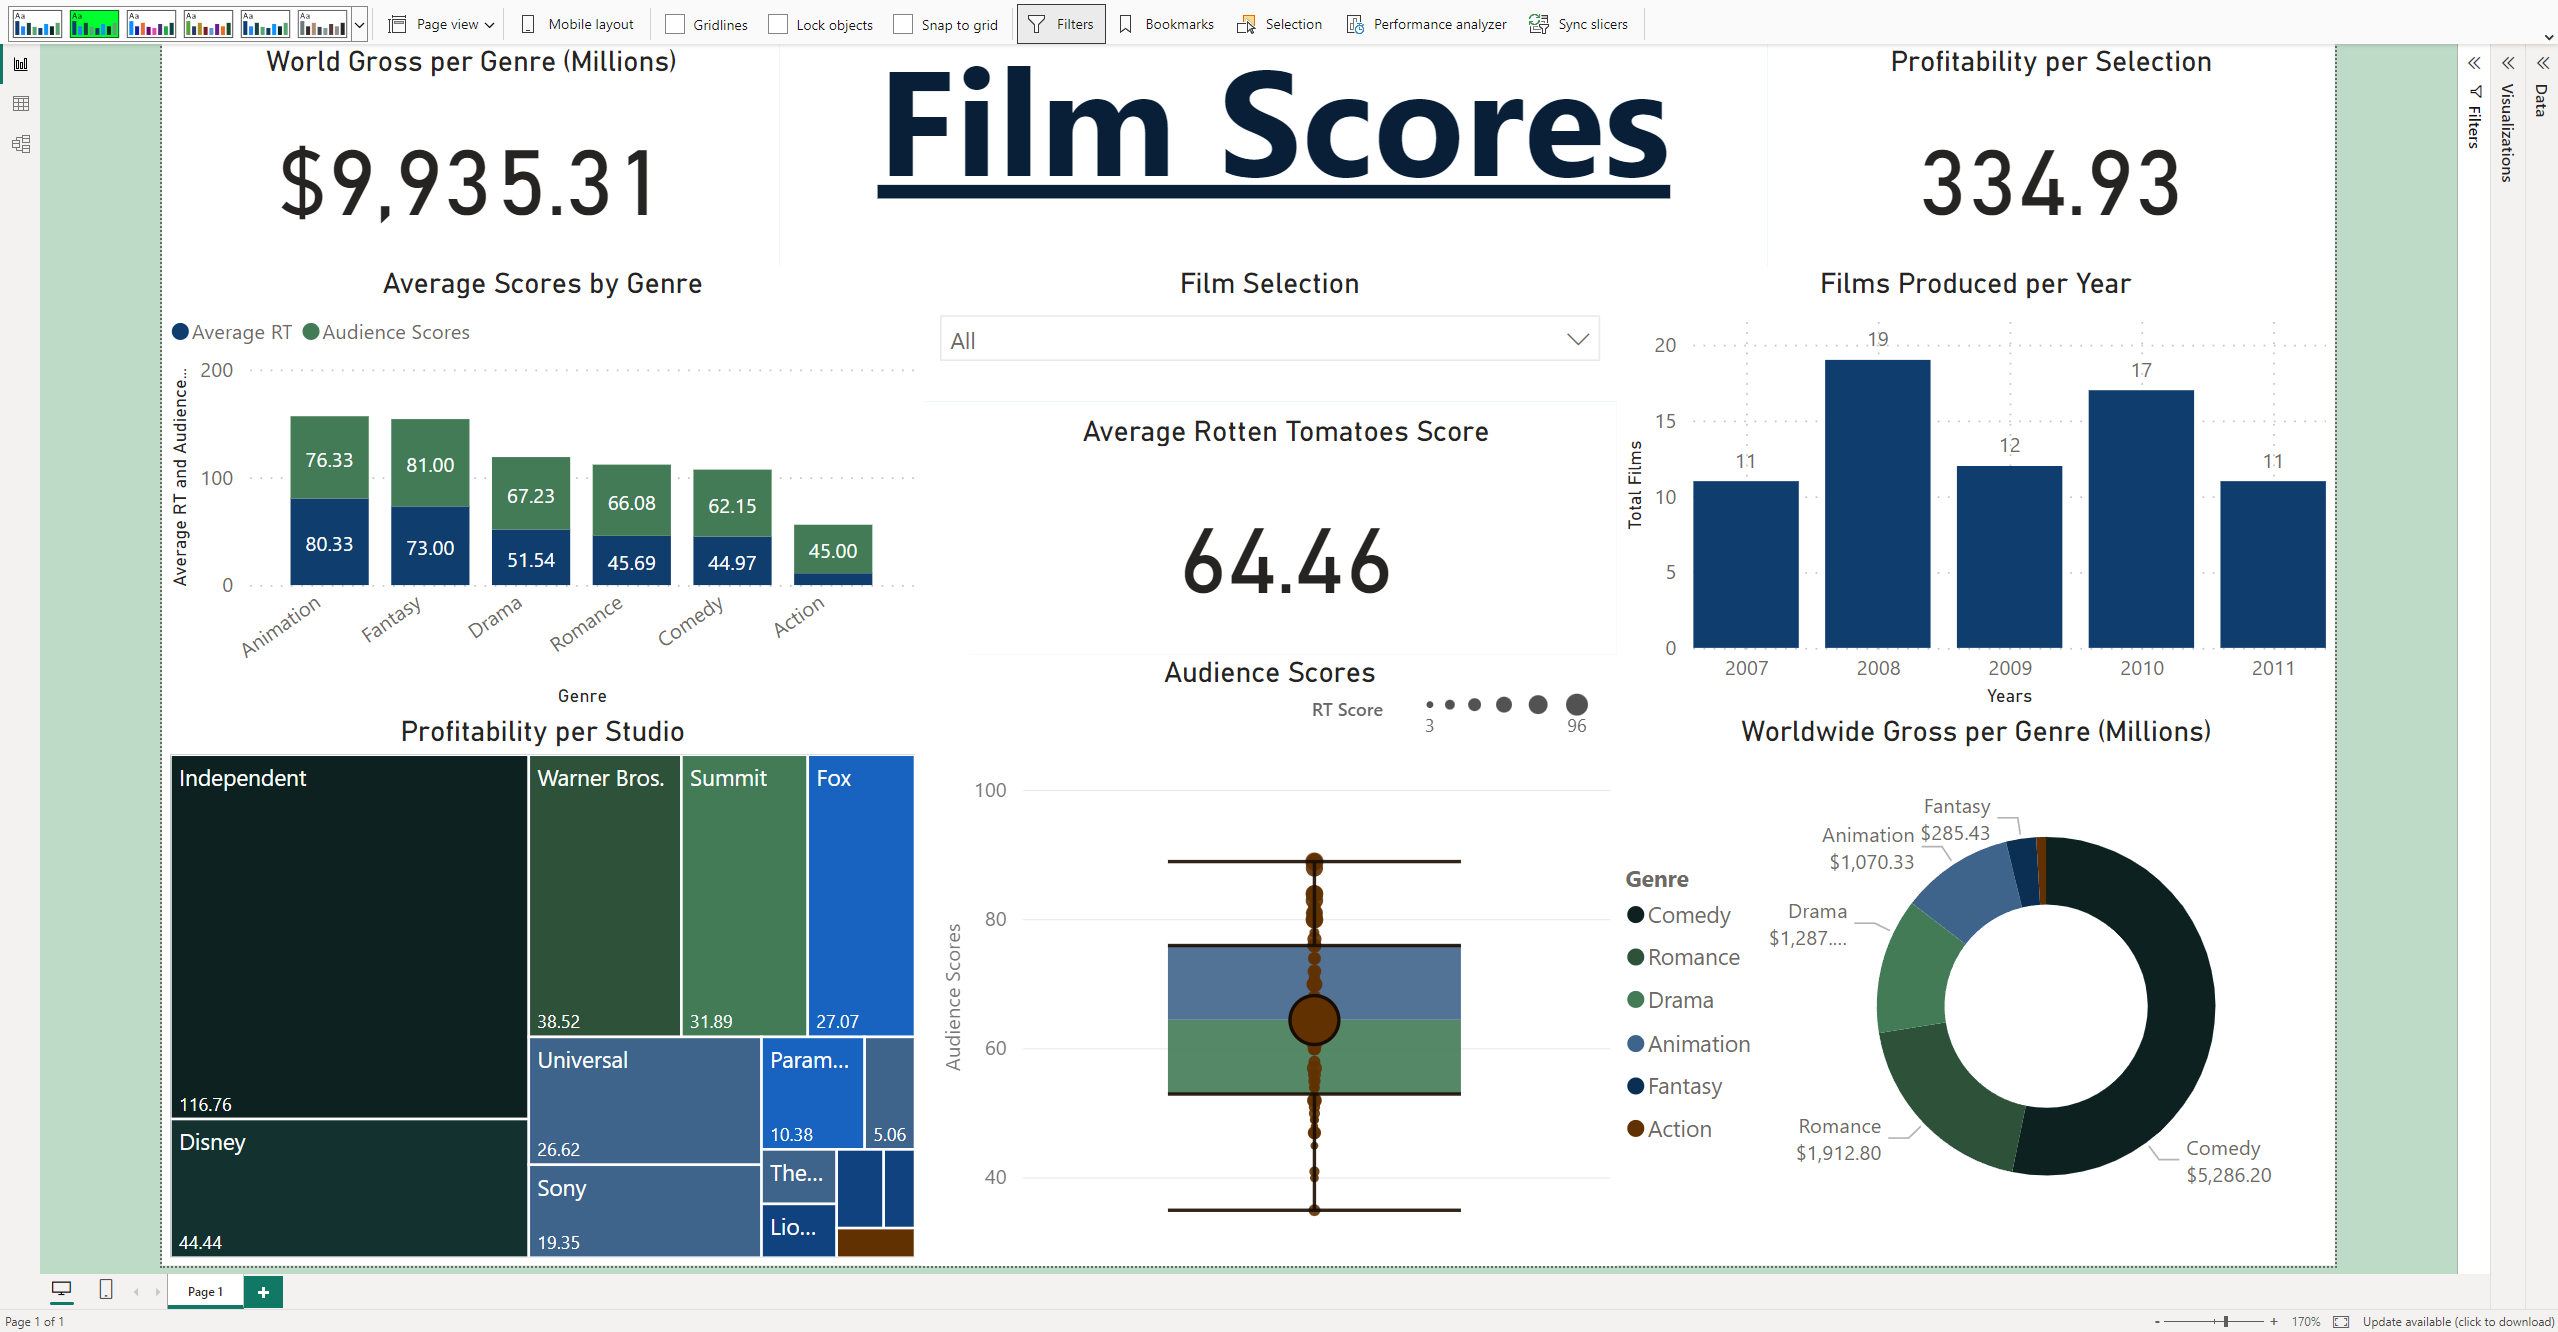 Aa Aa Aa Aa Aa Aa
Page view Mobile layout Gridlines Lock objects Snap to grid Filters Bookmarks Selection Performance analyzer Sync slicers
World Gross per Genre (Millions)
$9,935.31
Film Scores
Profitability per Selection
334.93
Filters
Visualizations
Data
Average Scores by Genre
Average RT Audience Scores
Average RT and Audience...
200
100
0
76.33
80.33
81.00
73.00
67.23
51.54
66.08
45.69
62.15
44.97
45.00
Animation Fantasy Drama Romance Comedy Action
Genre
Film Selection
All
Average Rotten Tomatoes Score
64.46
Films Produced per Year
Total Films
20
15
10
5
0
11 19 12 17 11
2007 2008 2009 2010 2011
Years
Profitability per Studio
Independent
116.76
Disney
44.44
Warner Bros.
38.52
Summit
31.89
Fox
27.07
Universal
26.62
Sony
19.35
Param...
10.38
5.06
The...
Lio...
Audience Scores
RT Score
3 96
Audience Scores
100
80
60
40
Worldwide Gross per Genre (Millions)
Genre
Comedy
Romance
Drama
Animation
Fantasy
Action
Fantasy
$285.43
Animation
$1,070.33
Drama
$1,287....
Romance
$1,912.80
Comedy
$5,286.20
Page 1
+
Page 1 of 1
- + 170% Update available (click to download)